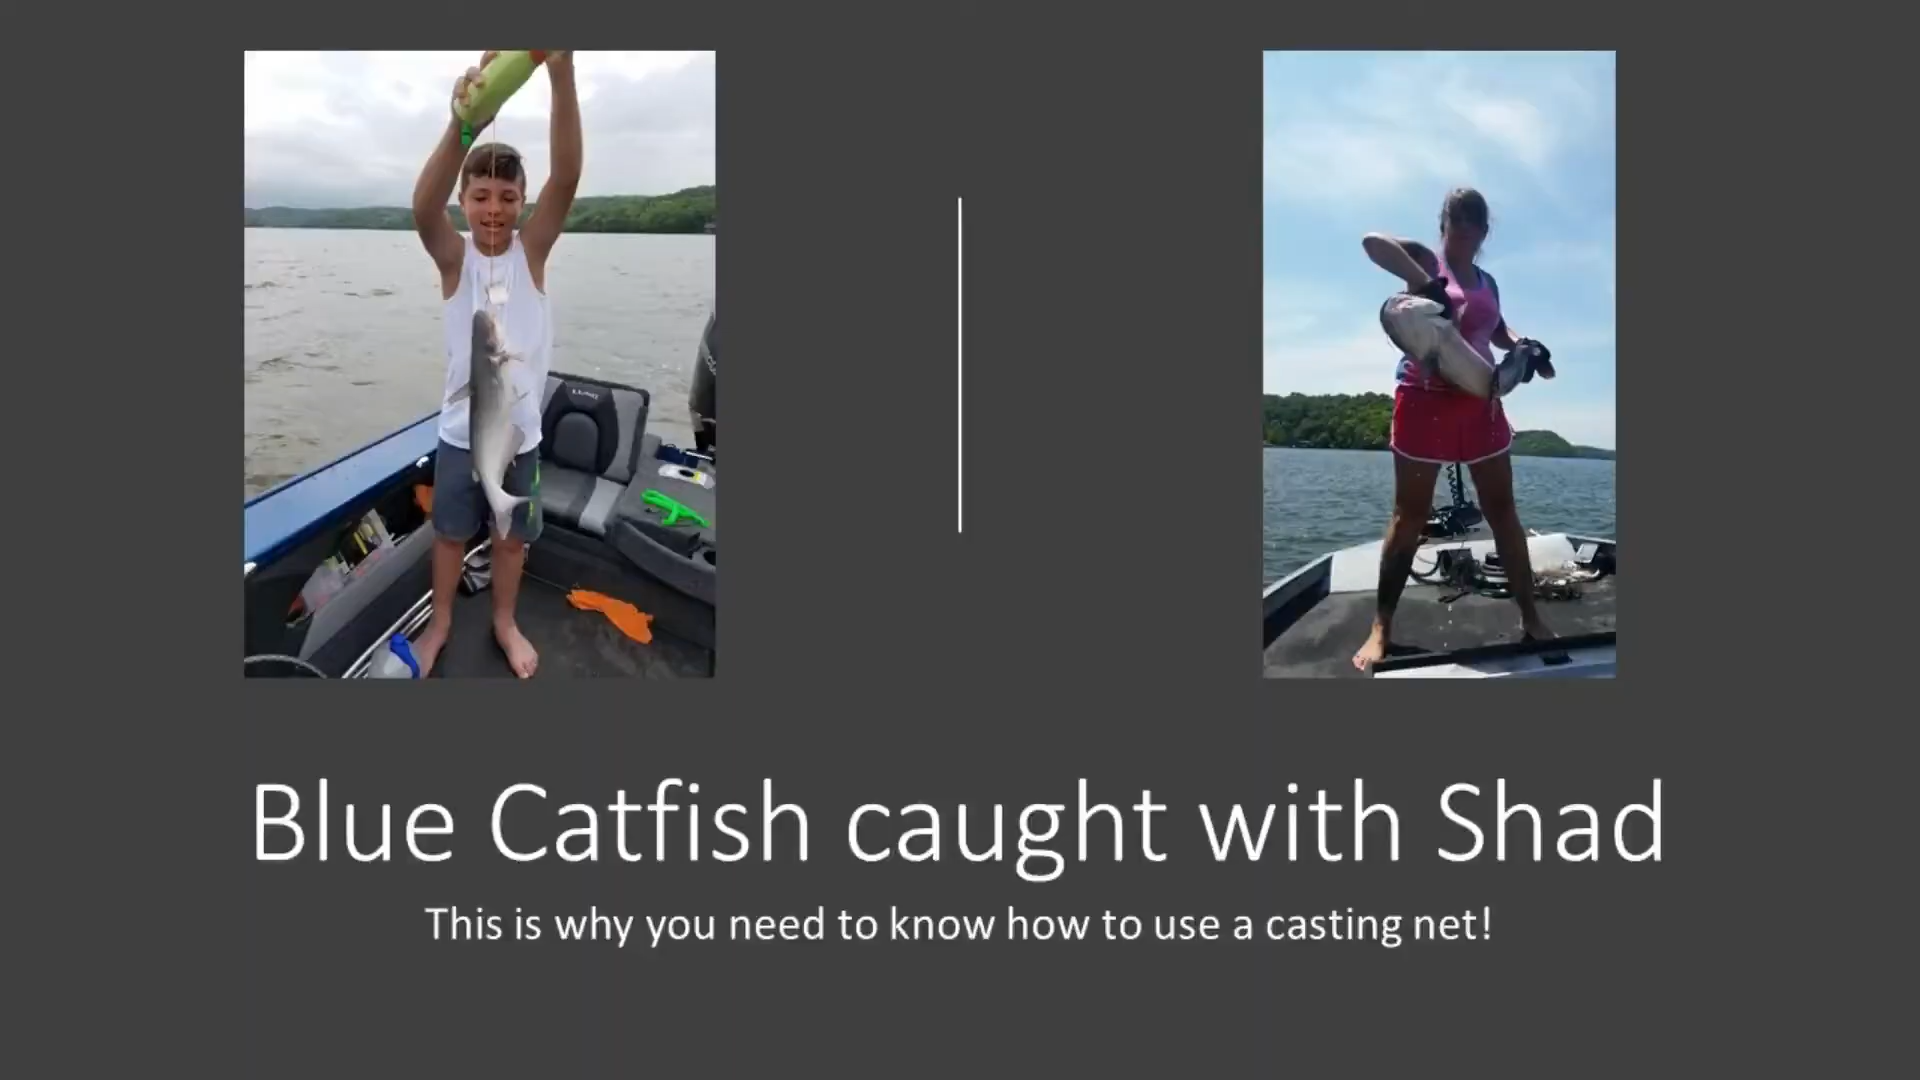 Blue Catfish caught with Shad
This is why you need to know how to use a casting net!